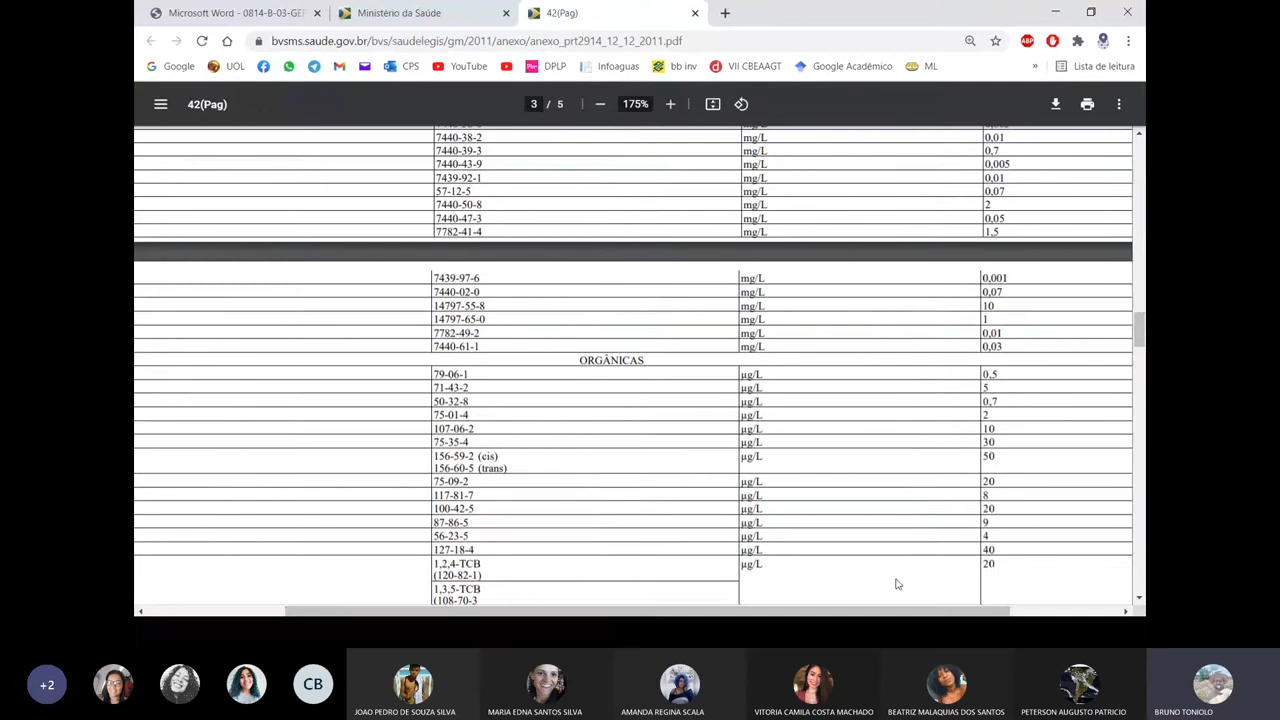 Microsoft Word - 0814-B-03-GEF
Ministério da Saúde
42(Pag)
bvsms.saude.gov.br/bvs/saudelegis/gm/2011/anexo/anexo_prt2914_12_12_2011.pdf
ABP
Google UOL CPS YouTube DPLP Infoaguas bb inv VII CBEAAGT Google Acadêmico ML » Lista de leitura
42(Pag) 3 / 5 175%
7440-38-2 mg/L 0,01
7440-39-3 mg/L 0,7
7440-43-9 mg/L 0,005
7439-92-1 mg/L 0,01
57-12-5 mg/L 0,07
7440-50-8 mg/L 2
7440-47-3 mg/L 0,05
7782-41-4 mg/L 1,5
7439-97-6 mg/L 0,001
7440-02-0 mg/L 0,07
14797-55-8 mg/L 10
14797-65-0 mg/L 1
7782-49-2 mg/L 0,01
7440-61-1 mg/L 0,03
ORGÂNICAS
79-06-1 µg/L 0,5
71-43-2 µg/L 5
50-32-8 µg/L 0,7
75-01-4 µg/L 2
107-06-2 µg/L 10
75-35-4 µg/L 30
156-59-2 (cis) µg/L 50
156-60-5 (trans)
75-09-2 µg/L 20
117-81-7 µg/L 8
100-42-5 µg/L 20
87-86-5 µg/L 9
56-23-5 µg/L 4
127-18-4 µg/L 40
1,2,4-TCB µg/L 20
(120-82-1)
1,3,5-TCB
(108-70-3
+2
CB
JOAO PEDRO DE SOUZA SILVA
MARIA EDNA SANTOS SILVA
AMANDA REGINA SCALA
VITORIA CAMILA COSTA MACHADO
BEATRIZ MALAQUIAS DOS SANTOS
PETERSON AUGUSTO PATRICIO
BRUNO TONIOLO